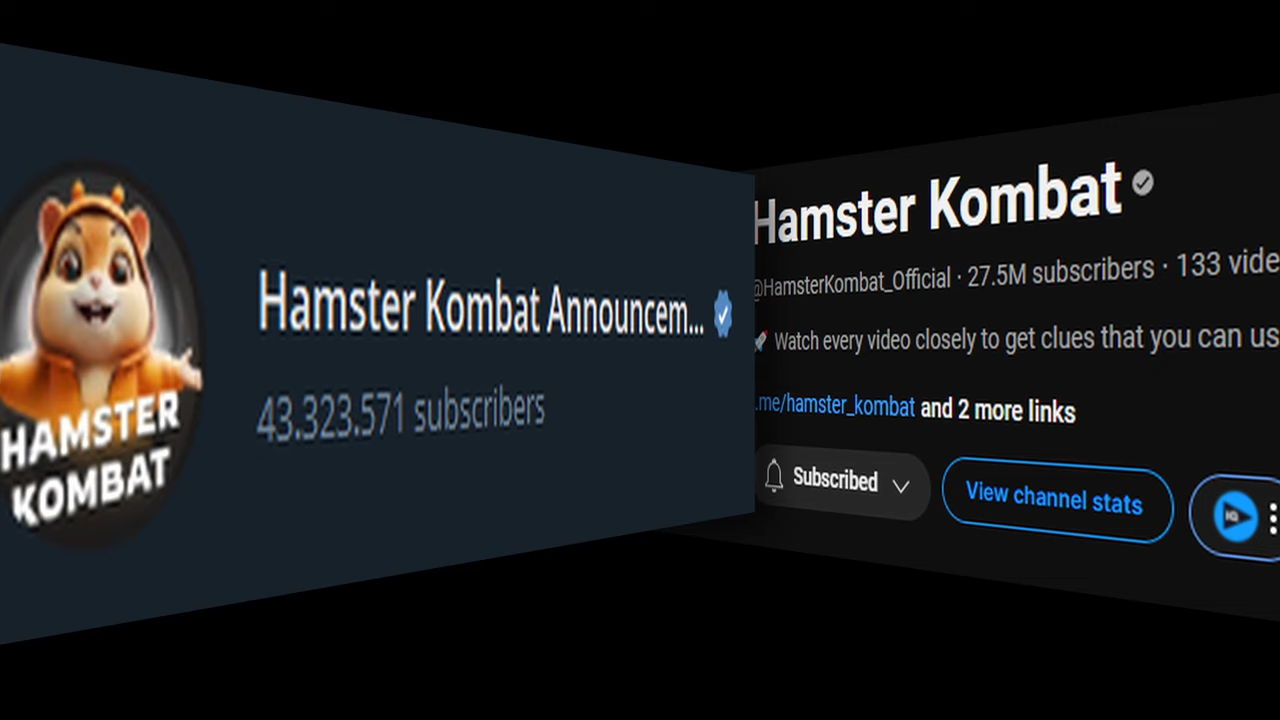 HAMSTER
KOMBAT
Hamster Kombat Announcem...
43.323.571 subscribers
Hamster Kombat
@HamsterKombat_Official · 27.5M subscribers · 133 vide
Watch every video closely to get clues that you can us
.me/hamster_kombat and 2 more links
Subscribed
View channel stats